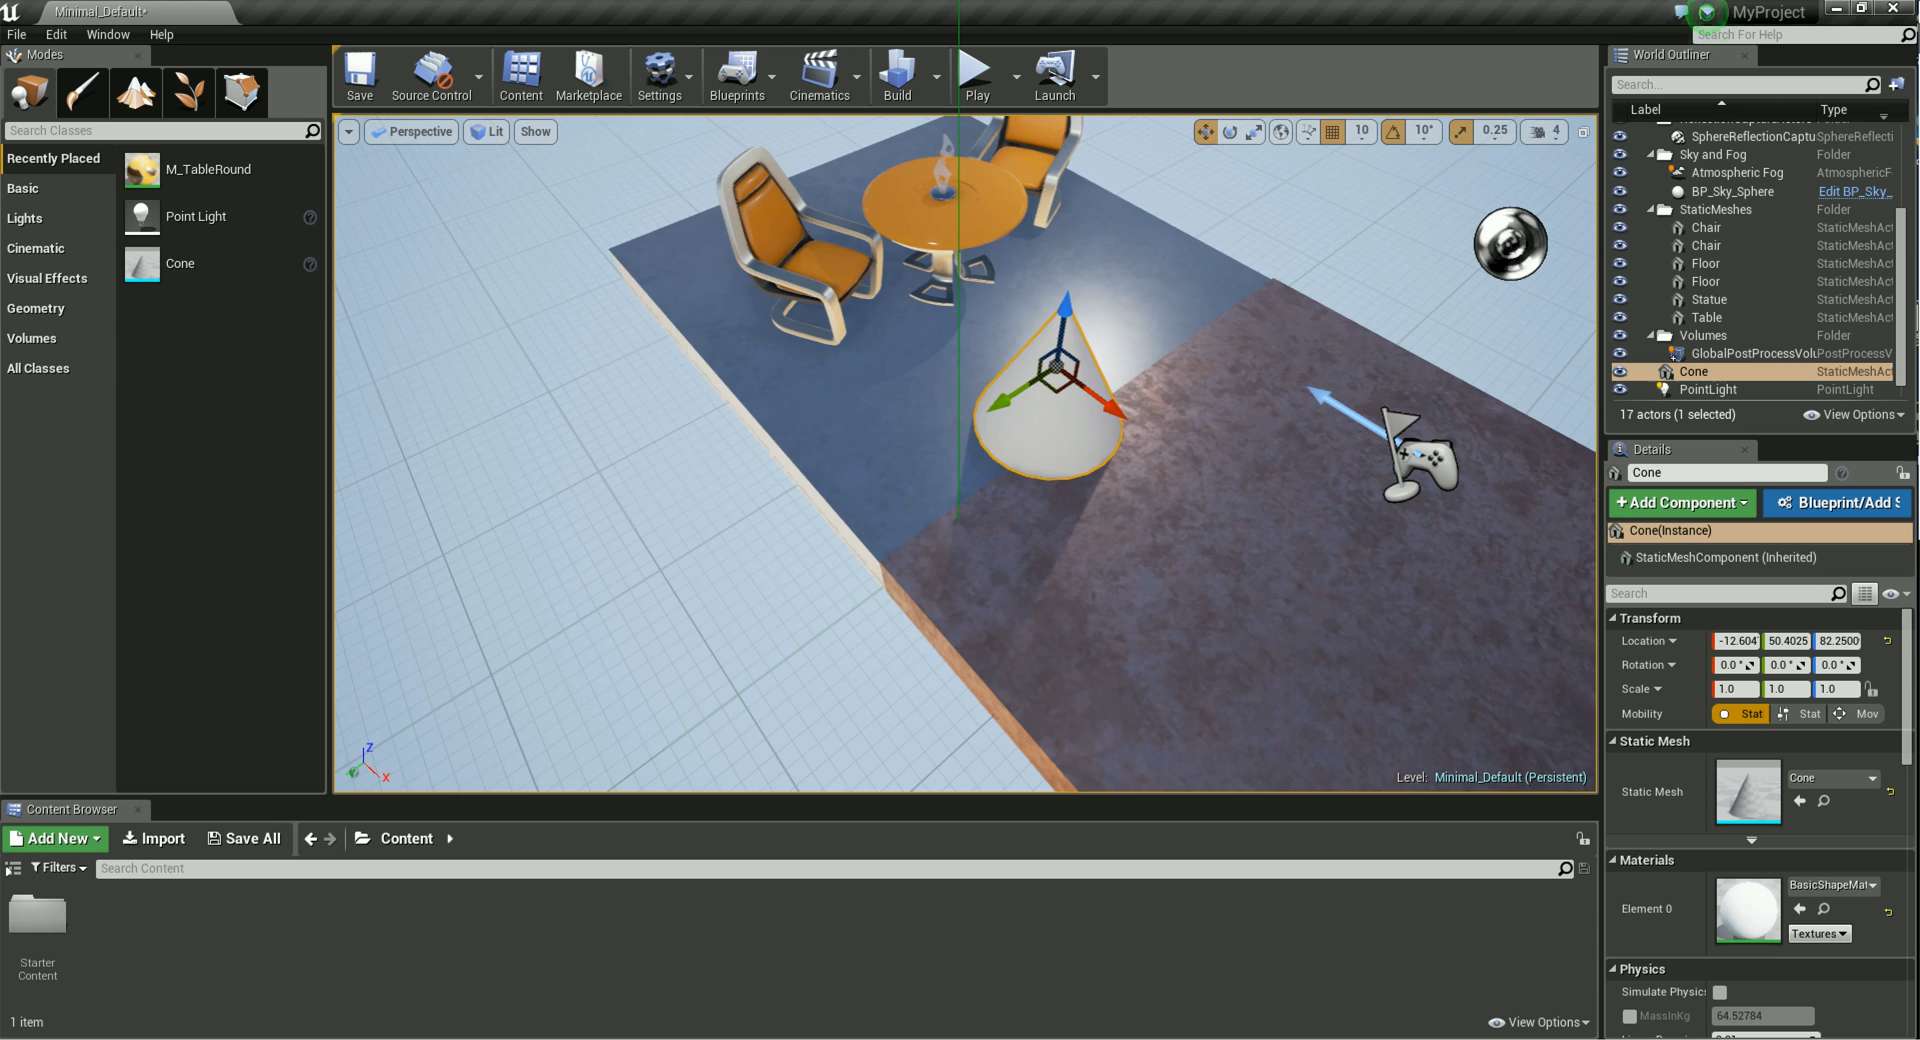 Minimal_Default*
MyProject
File Edit Window Help
Search For Help
Modes
Search Classes
Recently Placed
Basic
Lights
Cinematic
Visual Effects
Geometry
Volumes
All Classes
M_TableRound
Point Light
Cone
Save Source Control Content Marketplace Settings Blueprints Cinematics Build Play Launch
Perspective Lit Show
10 10° 0.25 4
Level: Minimal_Default (Persistent)
Z
X
World Outliner
Search...
Label Type
SphereReflectionCaptu SphereReflecti
Sky and Fog Folder
Atmospheric Fog AtmosphericF
BP_Sky_Sphere Edit BP_Sky_
StaticMeshes Folder
Chair StaticMeshAct
Chair StaticMeshAct
Floor StaticMeshAct
Floor StaticMeshAct
Statue StaticMeshAct
Table StaticMeshAct
Volumes Folder
GlobalPostProcessVolu PostProcessV
Cone StaticMeshAct
PointLight PointLight
17 actors (1 selected) View Options
Details
Cone
+Add Component Blueprint/Add S
Cone(Instance)
StaticMeshComponent (Inherited)
Search
Transform
Location -12.604 50.4025 82.2500
Rotation 0.0 ° 0.0 ° 0.0 °
Scale 1.0 1.0 1.0
Mobility Stat Stat Mov
Static Mesh
Static Mesh Cone
Materials
Element 0 BasicShapeMat
Textures
Physics
Simulate Physics
MassInKg 64.52784
Content Browser
Add New Import Save All Content
Filters Search Content
Starter
Content
1 item View Options